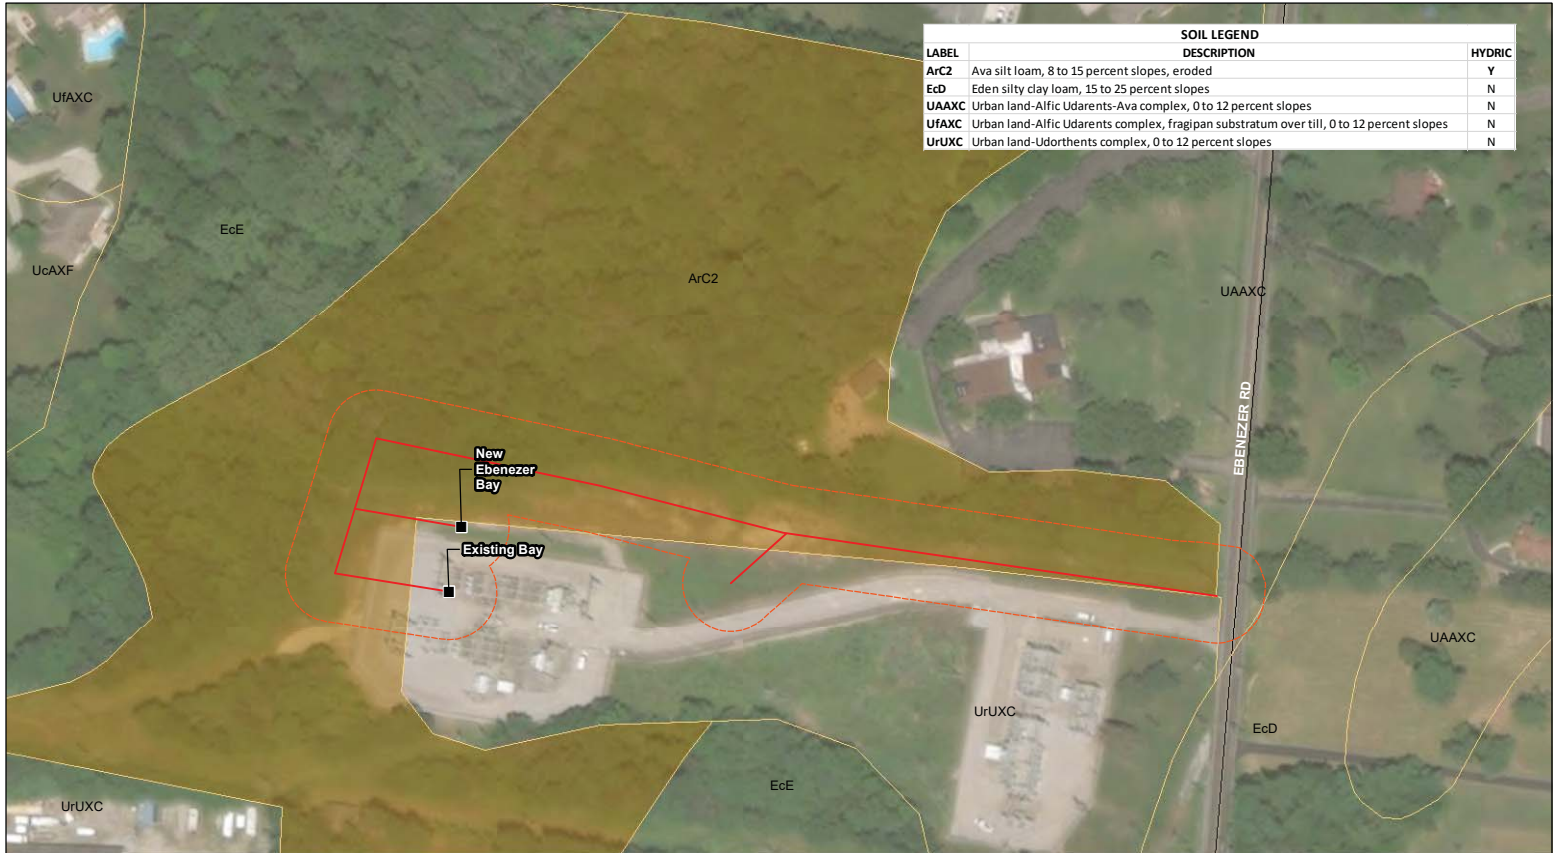 SOIL LEGEND
LABEL DESCRIPTION HYDRIC
ArC2 Ava silt loam, 8 to 15 percent slopes, eroded Y
EcD Eden silty clay loam, 15 to 25 percent slopes N
UAAXC Urban land-Alfic Udarents-Ava complex, 0 to 12 percent slopes N
UfAXC Urban land-Alfic Udarents complex, fragipan substratum over till, 0 to 12 percent slopes N
UrUXC Urban land-Udorthents complex, 0 to 12 percent slopes N
UfAXC
EcE
UcAXF
ArC2
UAAXC
EBENEZER RD
New
Ebenezer
Bay
Existing Bay
UAAXC
UrUXC
EcD
EcE
UrUXC